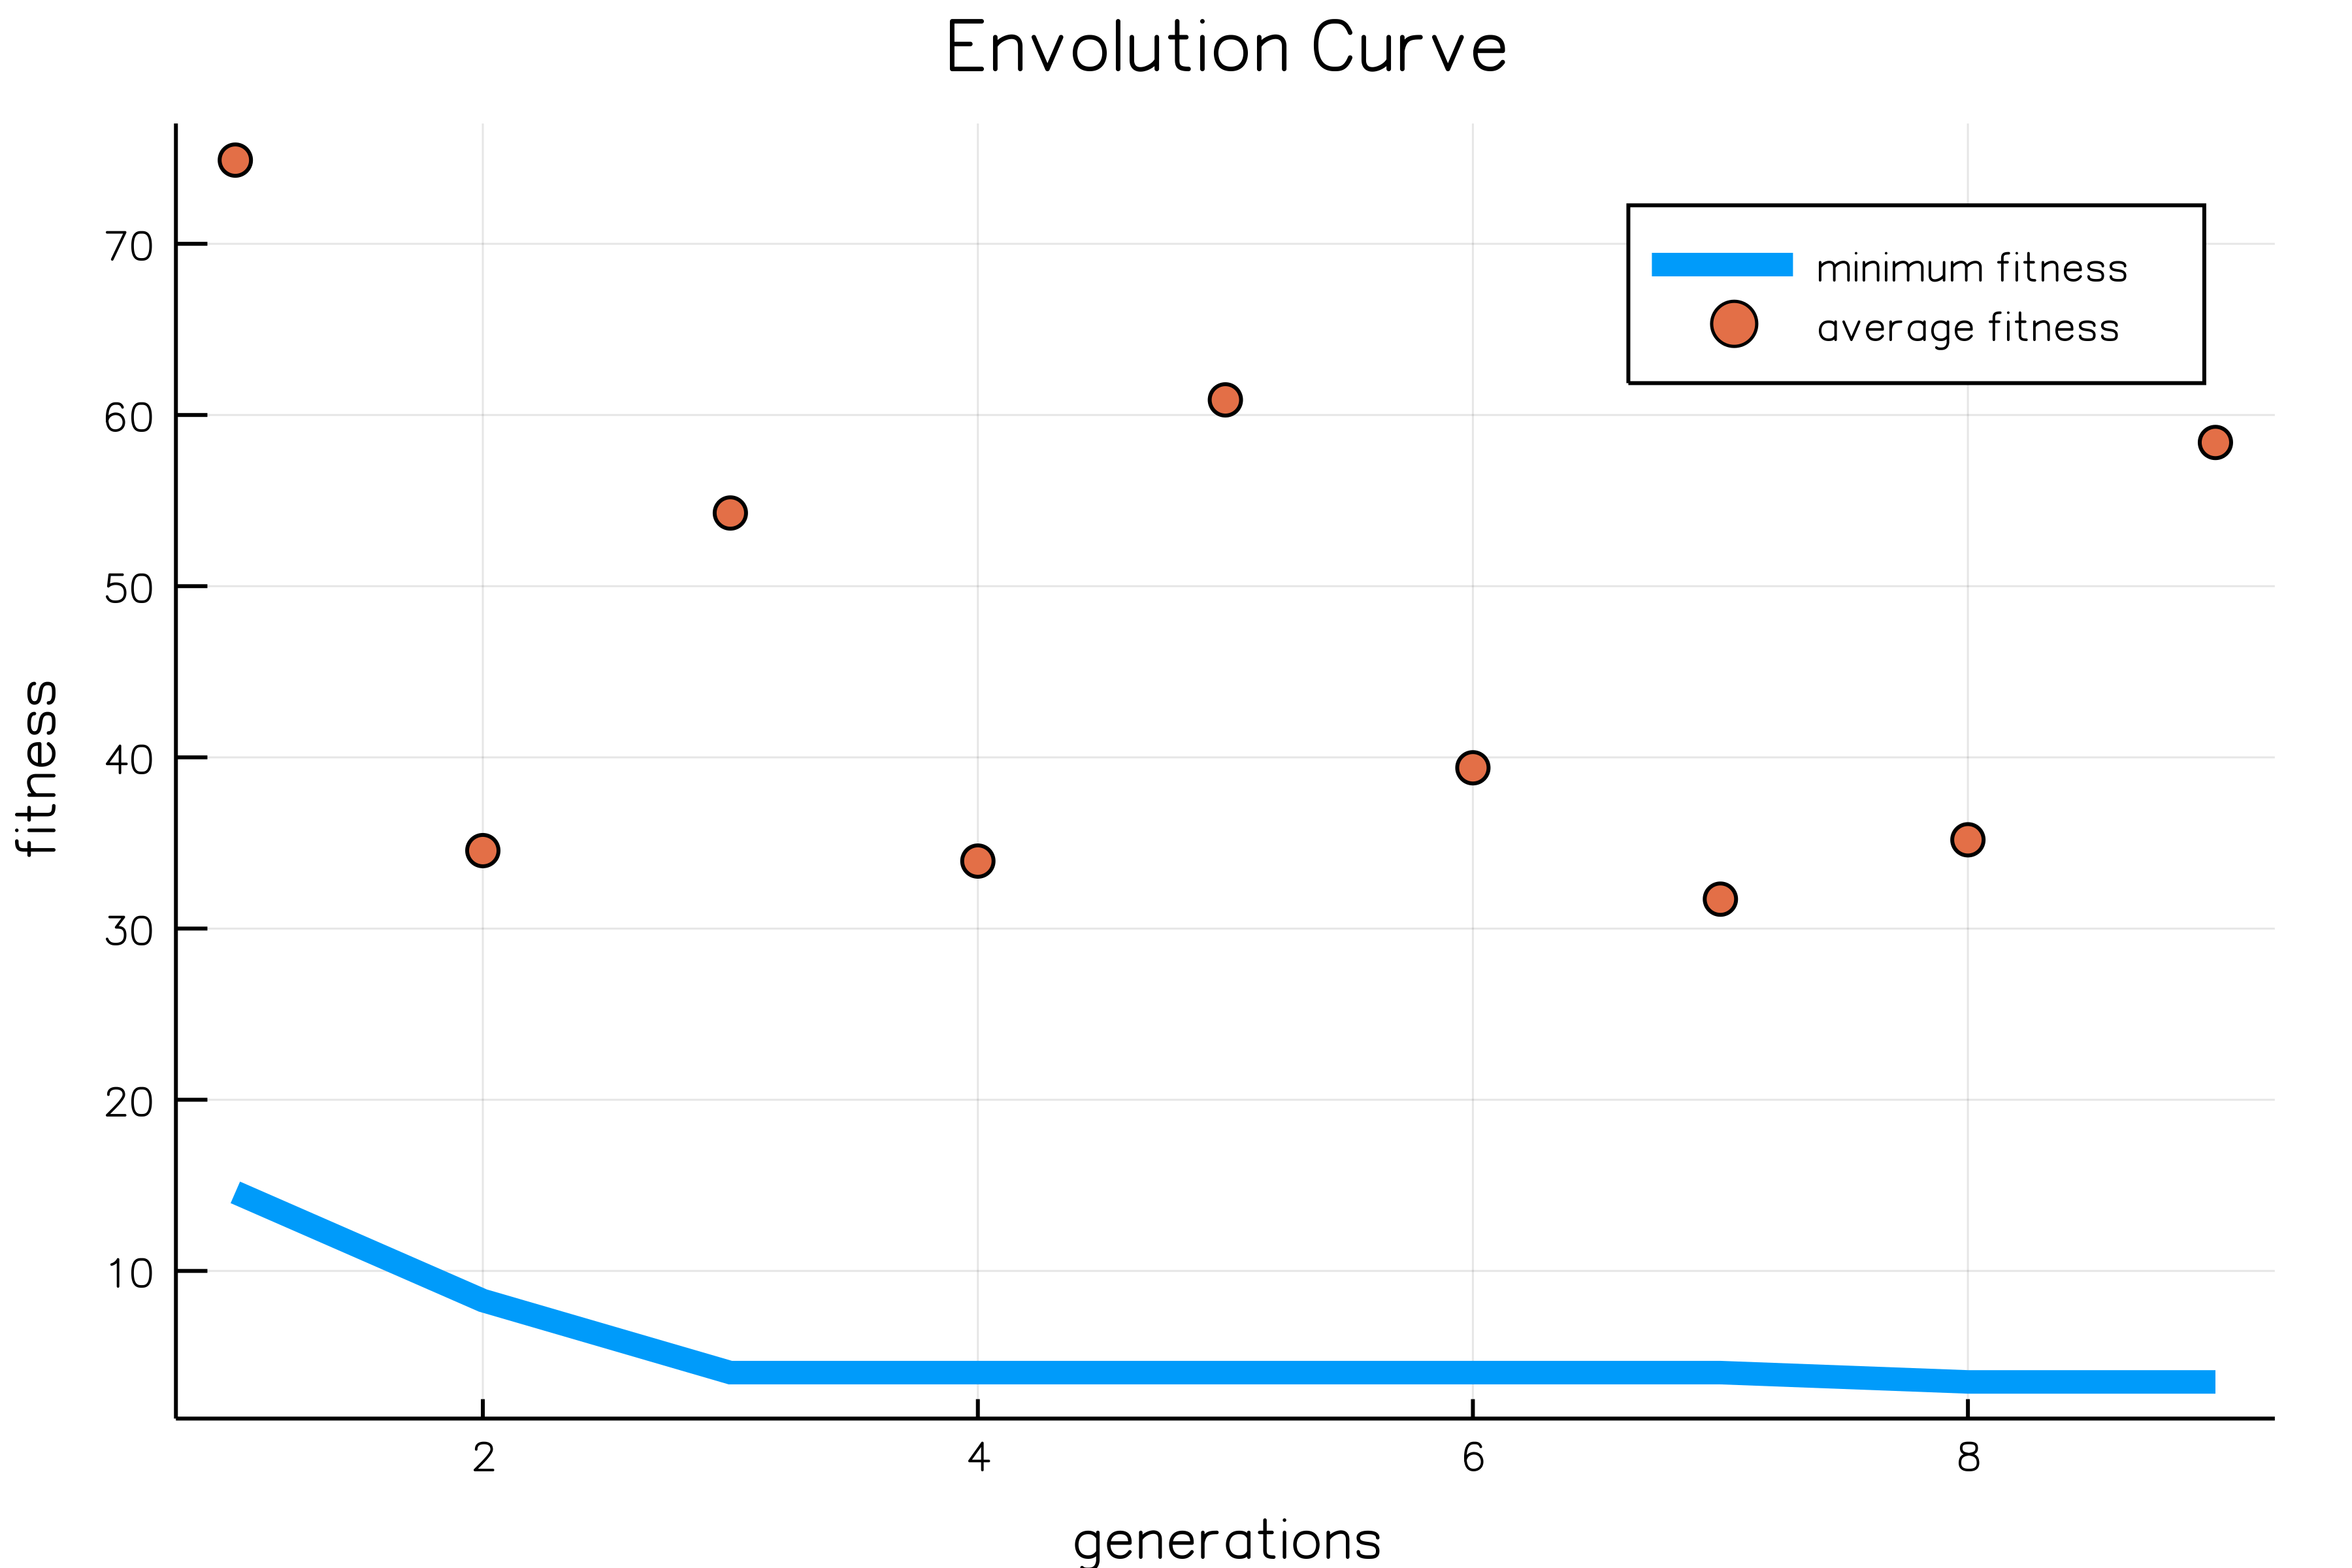 Envolution Curve
minimum fitness
average fitness
70
60
50
40
30
20
10
fitness
2 4 6 8
generations